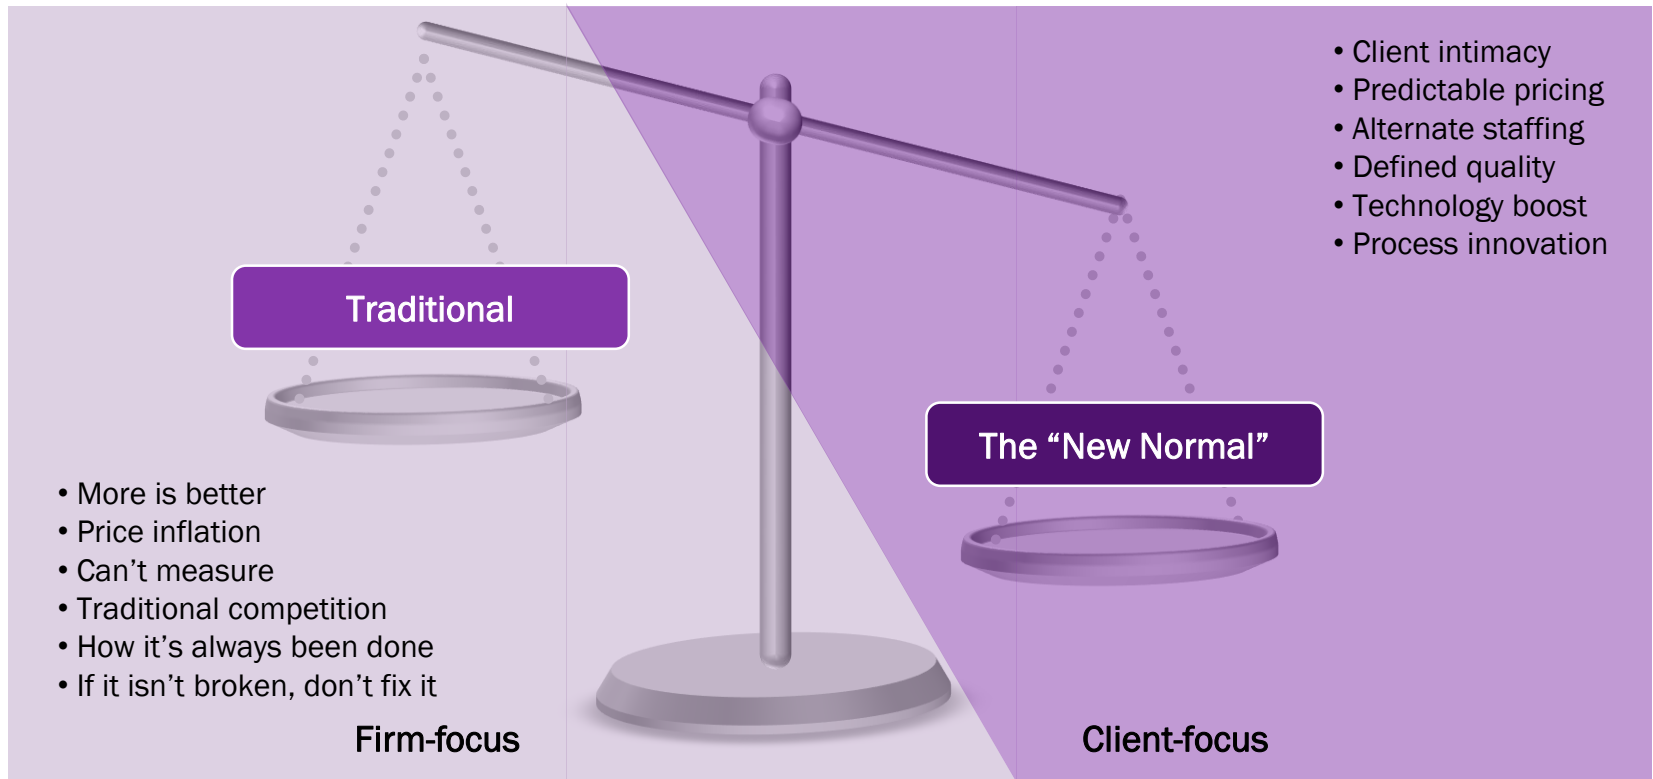 Traditional
• More is better
• Price inflation
• Can’t measure
• Traditional competition
• How it’s always been done
• If it isn’t broken, don’t fix it
Firm-focus
• Client intimacy
• Predictable pricing
• Alternate staffing
• Defined quality
• Technology boost
• Process innovation
The “New Normal”
Client-focus